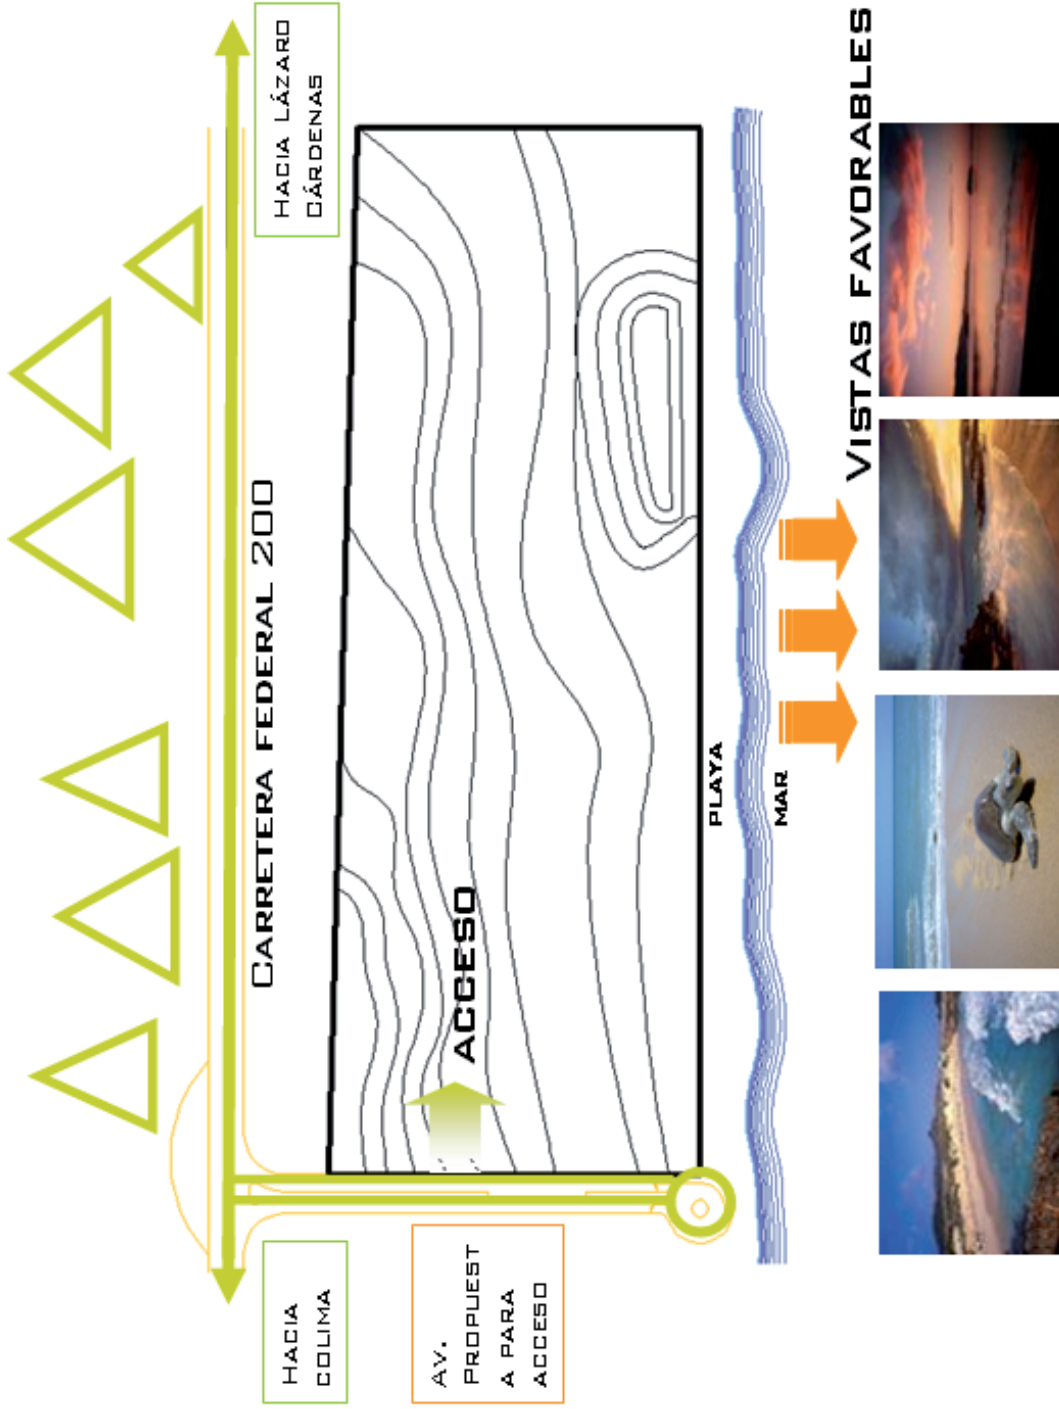 HACIA LÁZARO
CÁRDENAS
CARRETERA FEDERAL 200
HACIA
COLIMA
AV.
PROPUEST
A PARA
ACCESO
ACCESO
PLAYA
MAR
VISTAS FAVORABLES